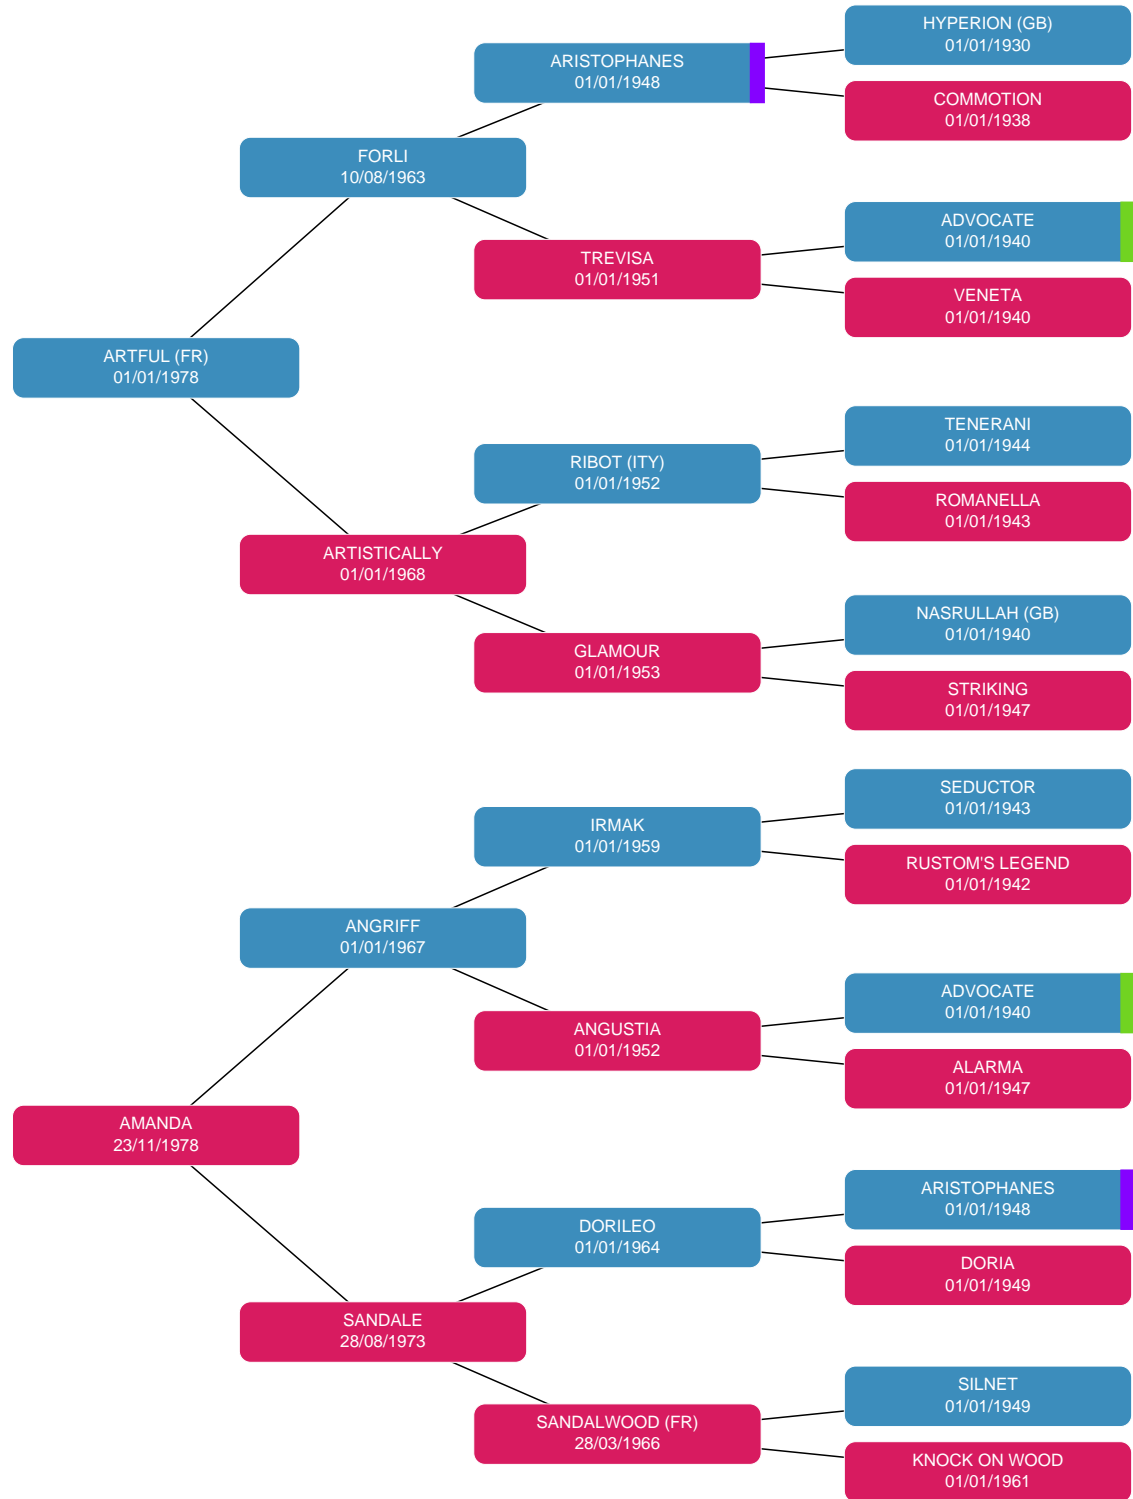 HYPERION (GB)
01/01/1930
ARISTOPHANES
01/01/1948
COMMOTION
01/01/1938
FORLI
10/08/1963
ADVOCATE
01/01/1940
TREVISA
01/01/1951
VENETA
01/01/1940
ARTFUL (FR)
01/01/1978
TENERANI
01/01/1944
RIBOT (ITY)
01/01/1952
ROMANELLA
01/01/1943
ARTISTICALLY
01/01/1968
NASRULLAH (GB)
01/01/1940
GLAMOUR
01/01/1953
STRIKING
01/01/1947
SEDUCTOR
01/01/1943
IRMAK
01/01/1959
RUSTOM'S LEGEND
01/01/1942
ANGRIFF
01/01/1967
ADVOCATE
01/01/1940
ANGUSTIA
01/01/1952
ALARMA
01/01/1947
AMANDA
23/11/1978
ARISTOPHANES
01/01/1948
DORILEO
01/01/1964
DORIA
01/01/1949
SANDALE
28/08/1973
SILNET
01/01/1949
SANDALWOOD (FR)
28/03/1966
KNOCK ON WOOD
01/01/1961